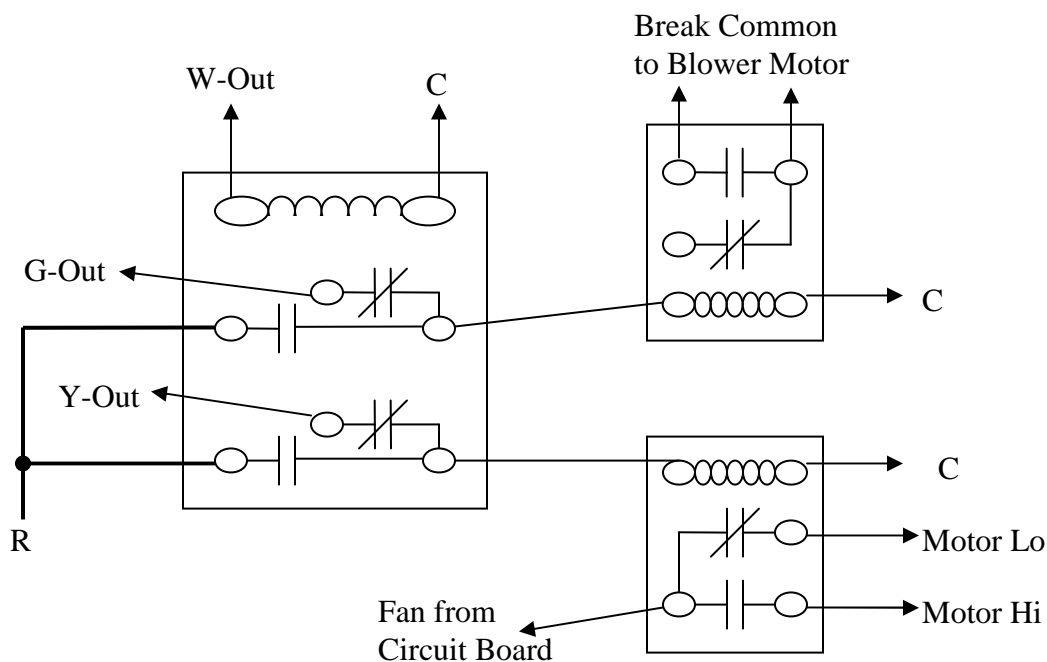 Break Common
to Blower Motor
W-Out
C
G-Out
C
Y-Out
R
C
Motor Lo
Motor Hi
Fan from
Circuit Board